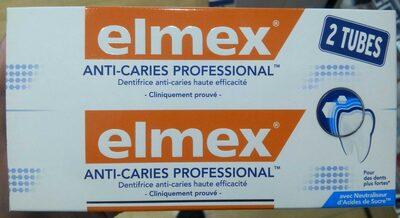 elmex
2 TUBES
ANTI-CARIES PROFESSIONAL™
Dentifrice anti-caries haute efficacité
- Cliniquement prouvé -
elmex
ANTI-CARIES PROFESSIONAL™
Dentifrice anti-caries haute efficacité
- Cliniquement prouvé -
Pour
des dents
plus fortes*
avec Neutraliseur
d'Acides de Sucre™